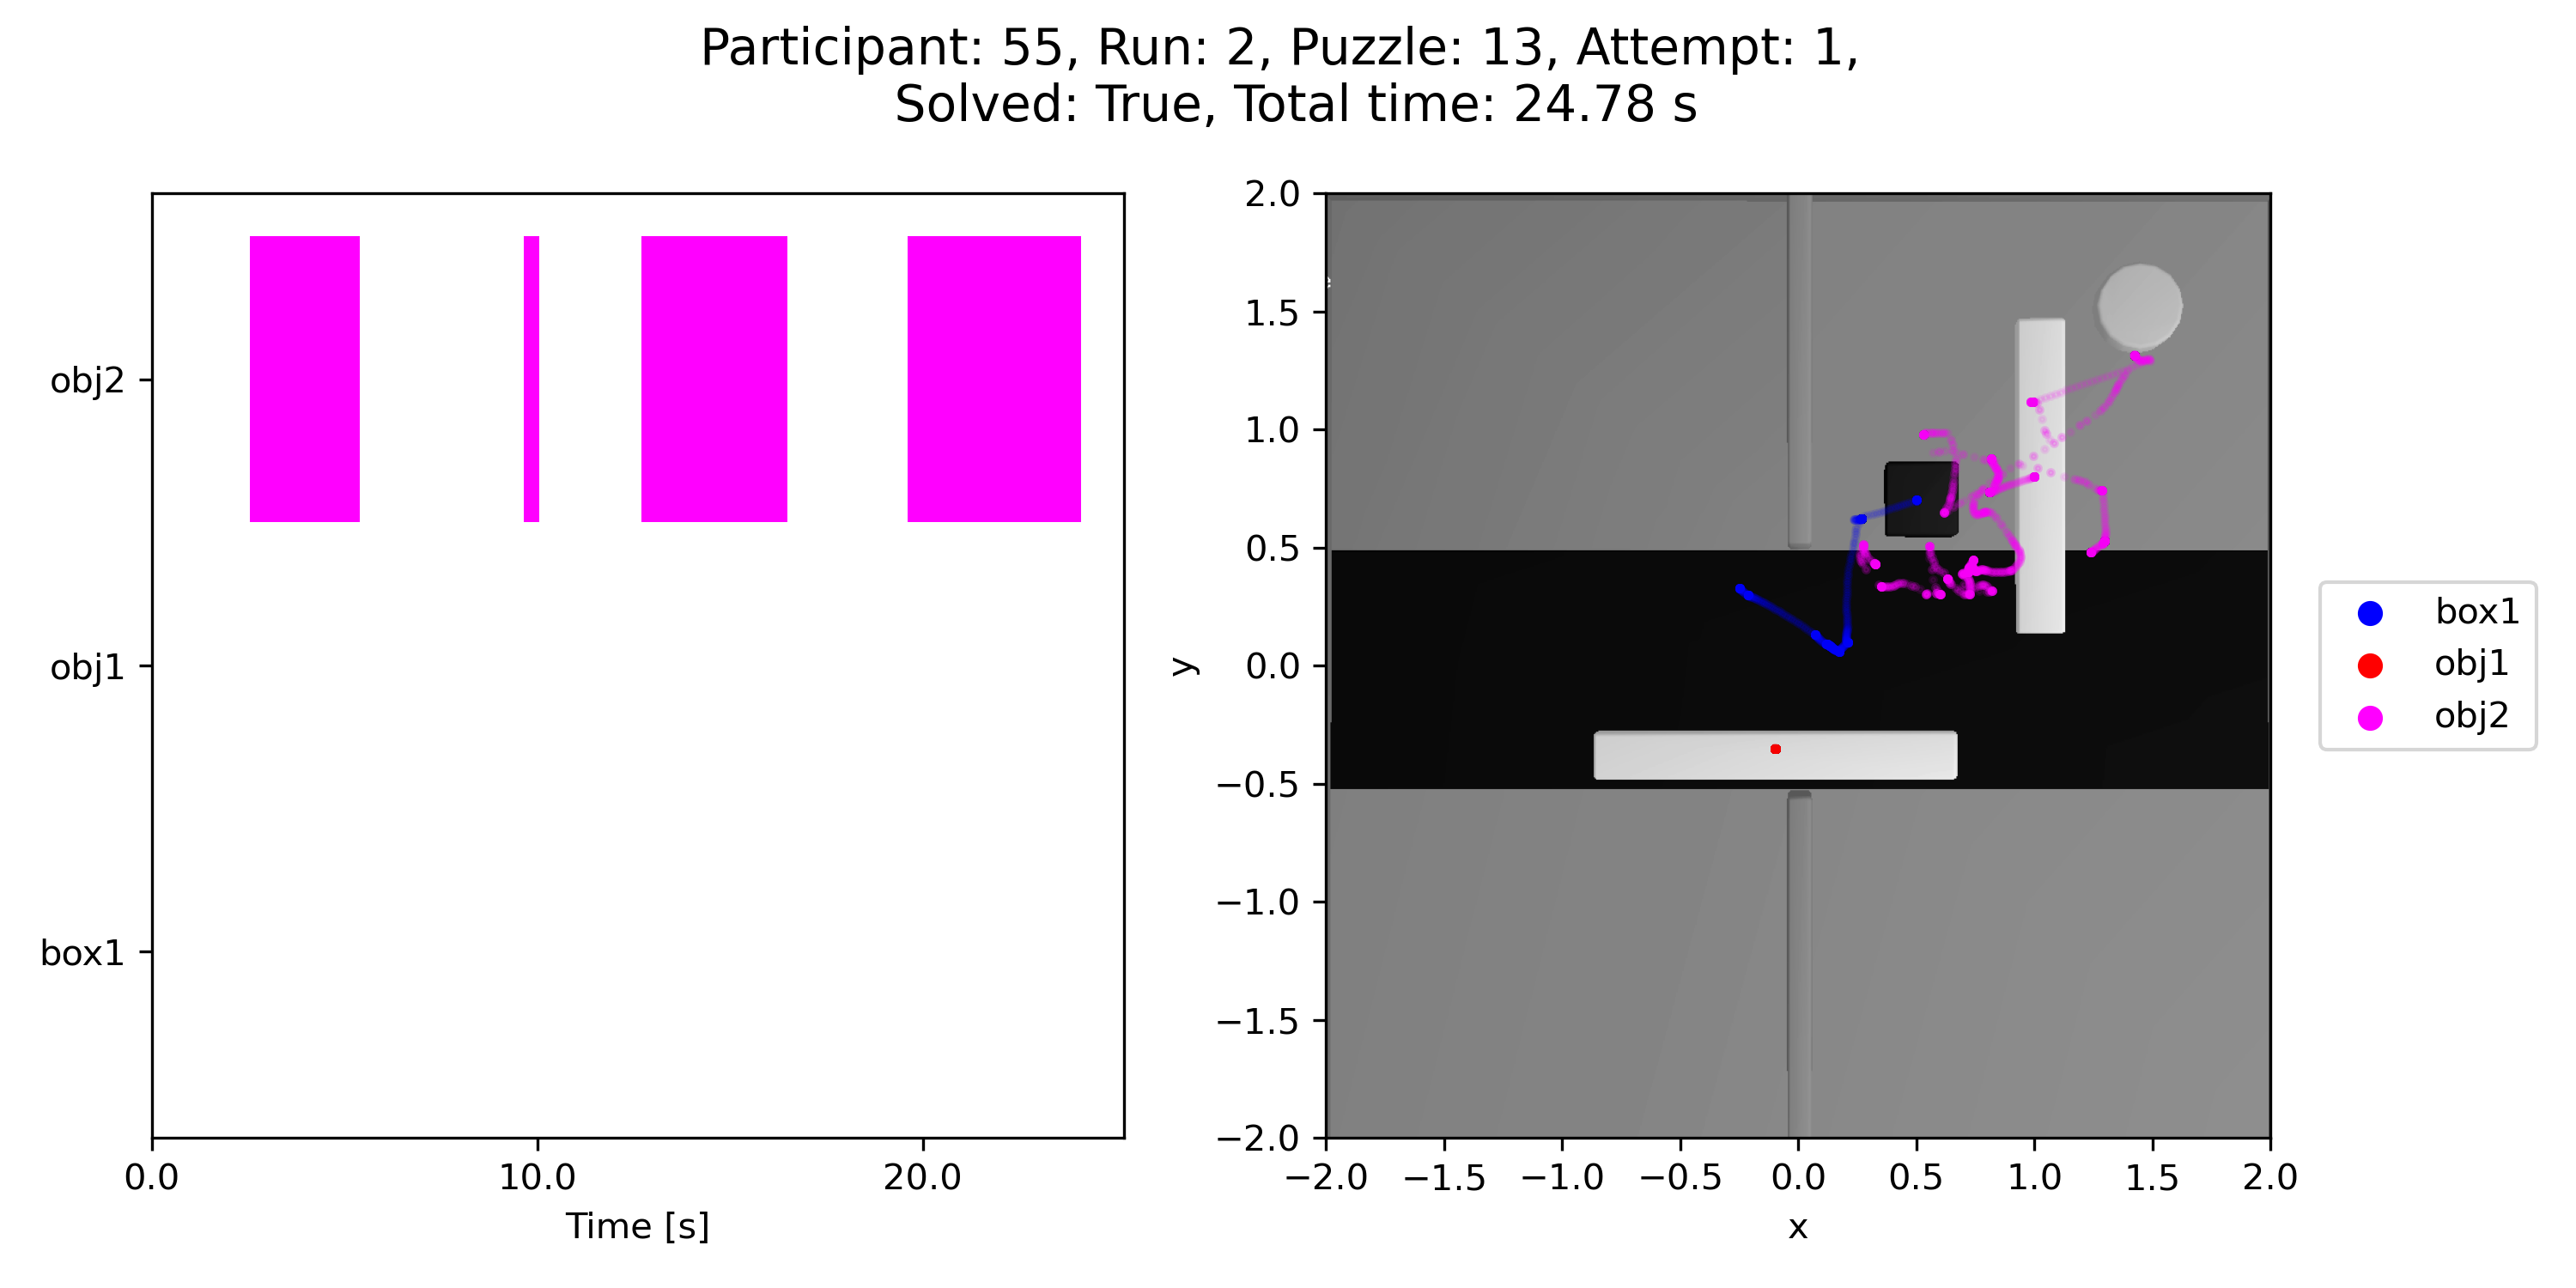 Participant: 55, Run: 2, Puzzle: 13, Attempt: 1,
Solved: True, Total time: 24.78 s
obj2
obj1
box1
0.0 10.0 20.0
Time [s]
2.0
1.5
1.0
0.5
0.0
−0.5
−1.0
−1.5
−2.0
y
−2.0 −1.5 −1.0 −0.5 0.0 0.5 1.0 1.5 2.0
x
box1
obj1
obj2